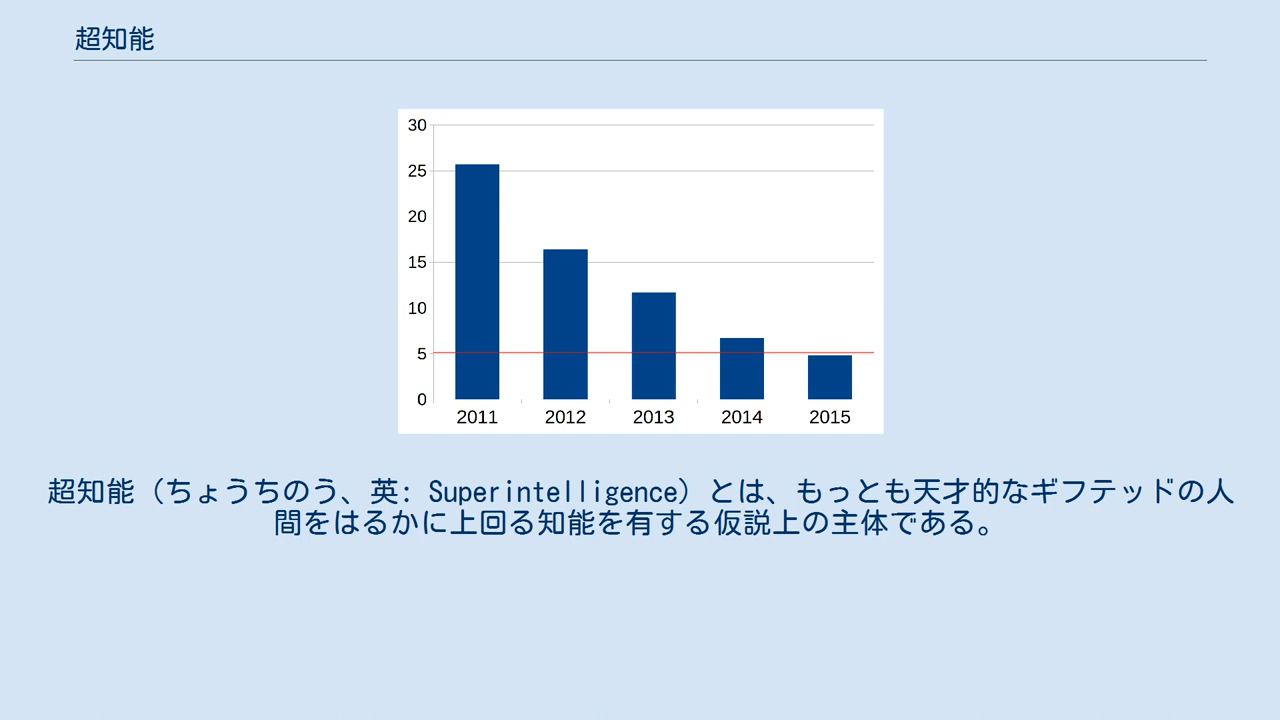 超知能
30
25
20
15
10
5
0
2011 2012 2013 2014 2015
超知能（ちょうちのう、英: Superintelligence）とは、もっとも天才的なギフテッドの人
間をはるかに上回る知能を有する仮説上の主体である。